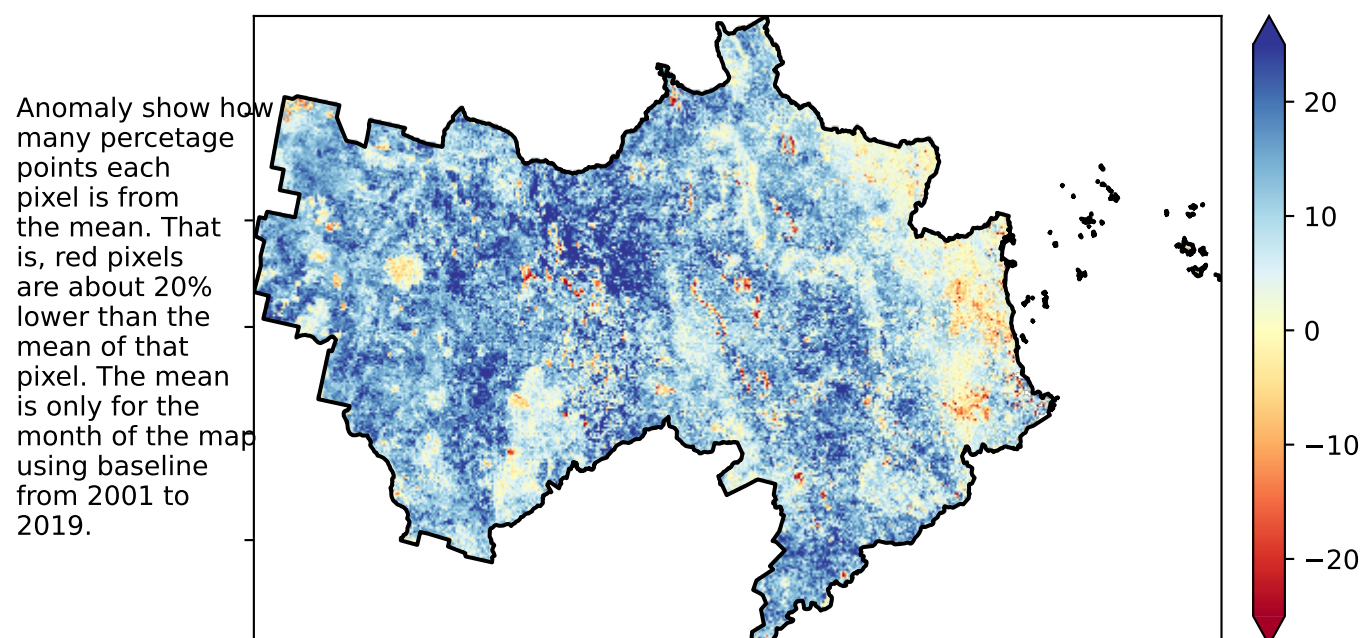 Anomaly show how
many percetage
points each
pixel is from
the mean. That
is, red pixels
are about 20%
lower than the
mean of that
pixel. The mean
is only for the
month of the map
using baseline
from 2001 to
2019.
20
10
0
−10
−20